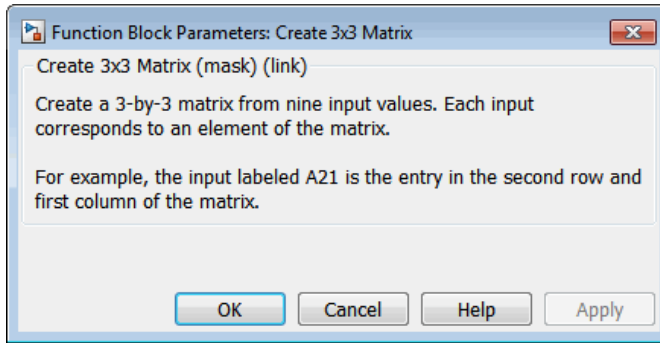 Function Block Parameters: Create 3x3 Matrix
Create 3x3 Matrix (mask) (link)
Create a 3-by-3 matrix from nine input values. Each input
corresponds to an element of the matrix.
For example, the input labeled A21 is the entry in the second row and
first column of the matrix.
OK Cancel Help Apply